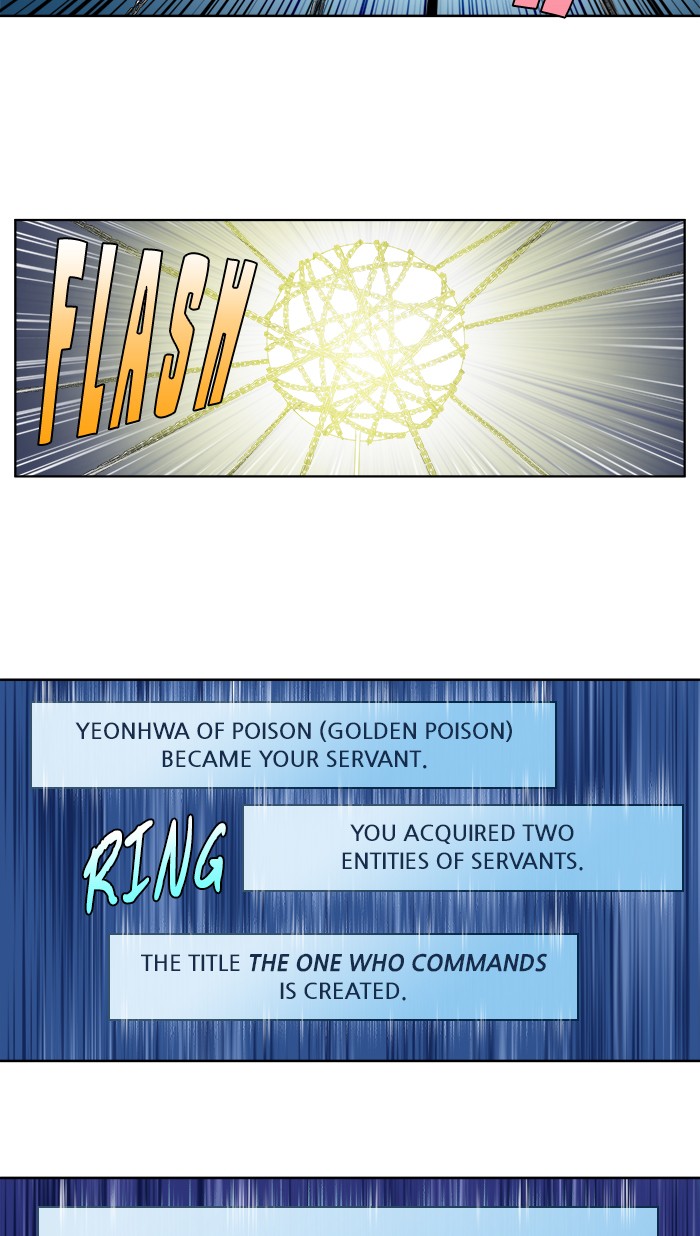 FLASH
YEONHWA OF POISON (GOLDEN POISON)
BECAME YOUR SERVANT.
RING
YOU ACQUIRED TWO
ENTITIES OF SERVANTS.
THE TITLE THE ONE WHO COMMANDS
IS CREATED.